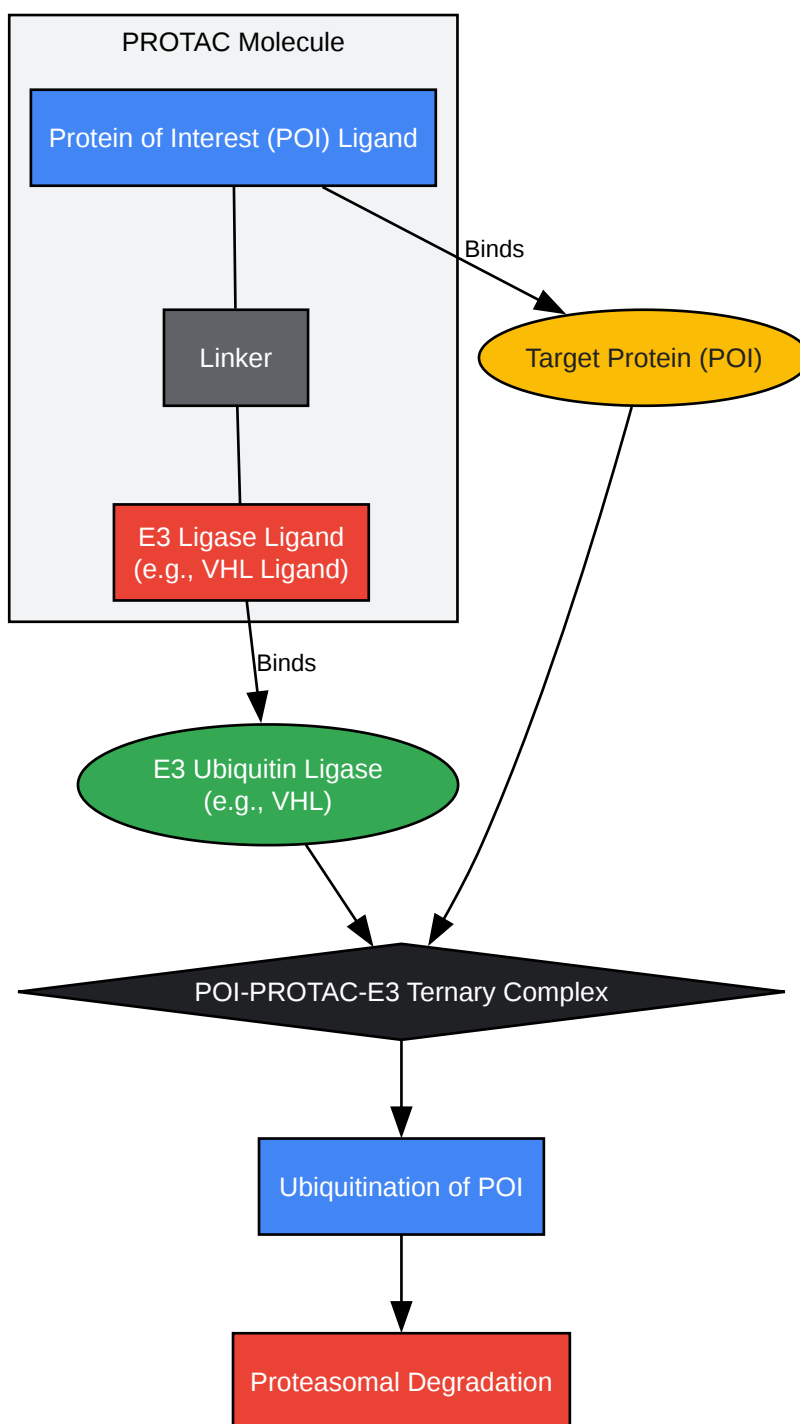 PROTAC Molecule
Protein of Interest (POI) Ligand
Binds
Linker
Target Protein (POI)
E3 Ligase Ligand
(e.g., VHL Ligand)
Binds
E3 Ubiquitin Ligase
(e.g., VHL)
POI-PROTAC-E3 Ternary Complex
Ubiquitination of POI
Proteasomal Degradation